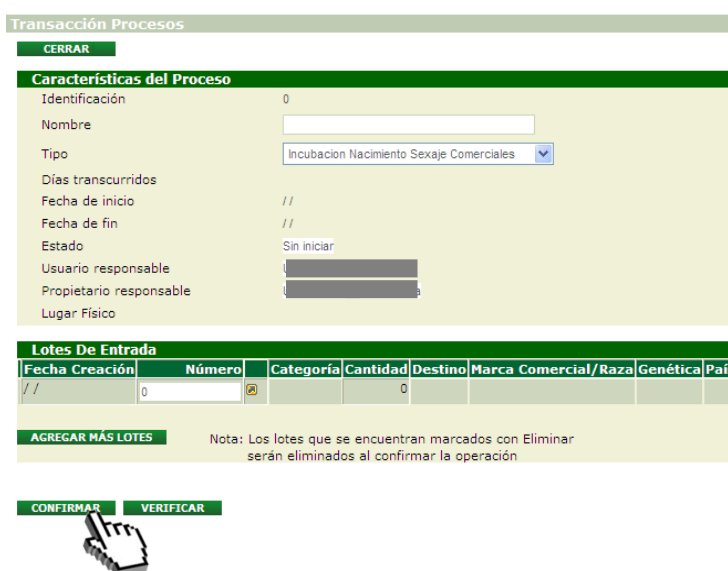 Transacción Procesos
CERRAR
Características del Proceso
Identificación 0
Nombre
Tipo Incubacion Nacimiento Sexaje Comerciales
Días transcurridos
Fecha de inicio / /
Fecha de fin / /
Estado Sin iniciar
Usuario responsable
Propietario responsable
Lugar Físico
Lotes De Entrada
Fecha Creación Número Categoría Cantidad Destino Marca Comercial/Raza Genética
/ / 0 0
AGREGAR MÁS LOTES Nota: Los lotes que se encuentran marcados con Eliminar
serán eliminados al confirmar la operación
CONFIRMAR VERIFICAR